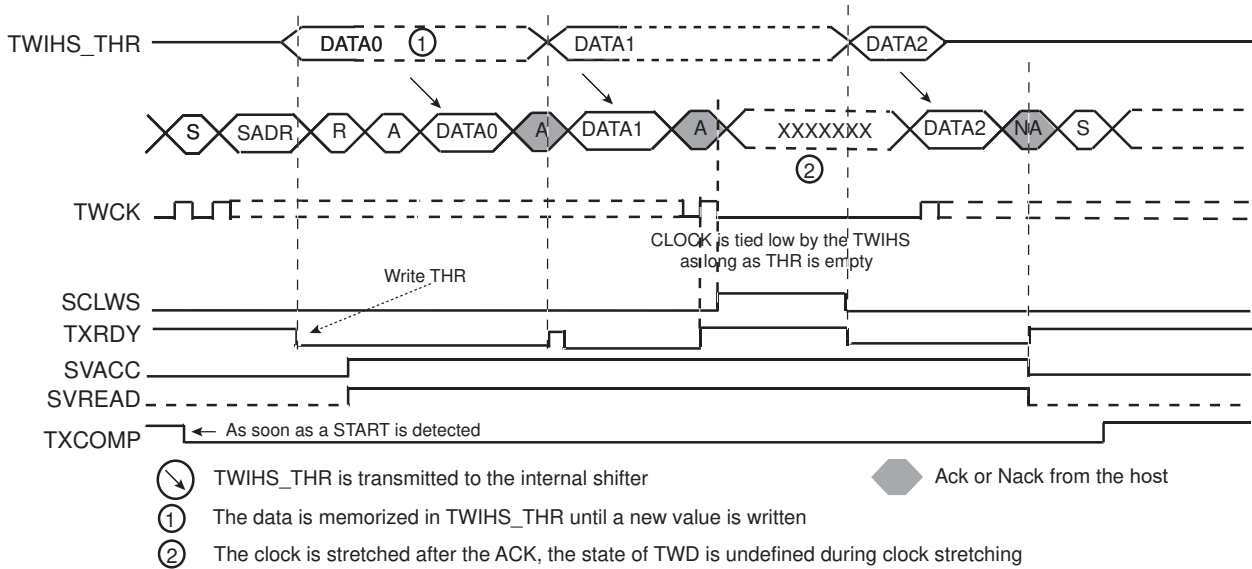 TWIHS_THR DATA0 1 DATA1 DATA2
S SADR R A DATA0 A DATA1 A XXXXXXX DATA2 NA S
2
TWCK
CLOCK is tied low by the TWIHS
as long as THR is empty
Write THR
SCLWS
TXRDY
SVACC
SVREAD
TXCOMP As soon as a START is detected
TWIHS_THR is transmitted to the internal shifter
Ack or Nack from the host
1 The data is memorized in TWIHS_THR until a new value is written
2 The clock is stretched after the ACK, the state of TWD is undefined during clock stretching